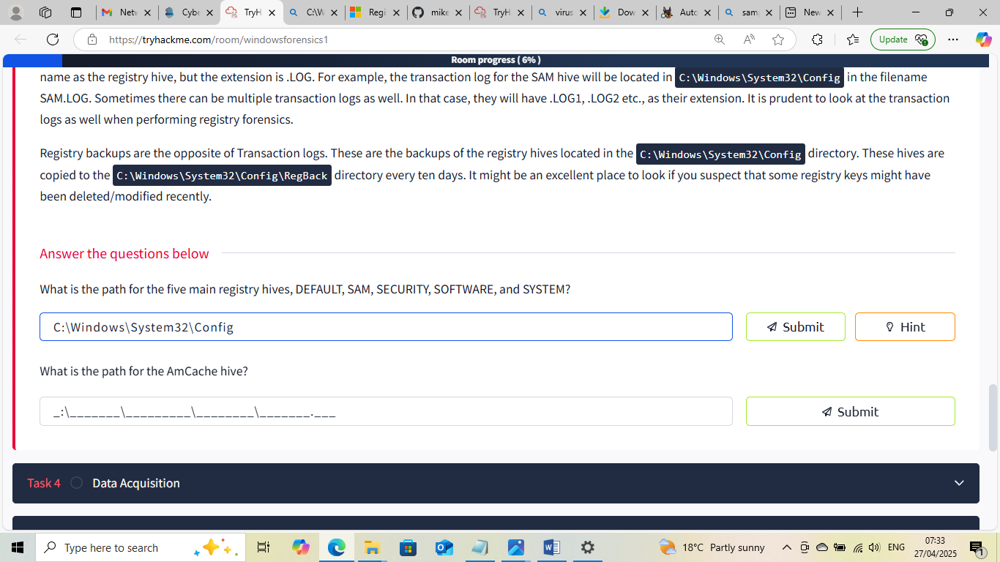 Netw
Cybe
TryH
C:\W
Regi
mike
TryH
virus
Dow
Auto
sam
New
https://tryhackme.com/room/windowsforensics1
Update
Room progress ( 6% )
name as the registry hive, but the extension is .LOG. For example, the transaction log for the SAM hive will be located in C:\Windows\System32\Config in the filename
SAM.LOG. Sometimes there can be multiple transaction logs as well. In that case, they will have .LOG1, .LOG2 etc., as their extension. It is prudent to look at the transaction
logs as well when performing registry forensics.
Registry backups are the opposite of Transaction logs. These are the backups of the registry hives located in the C:\Windows\System32\Config directory. These hives are
copied to the C:\Windows\System32\Config\RegBack directory every ten days. It might be an excellent place to look if you suspect that some registry keys might have
been deleted/modified recently.
Answer the questions below
What is the path for the five main registry hives, DEFAULT, SAM, SECURITY, SOFTWARE, and SYSTEM?
C:\Windows\System32\Config
Submit
Hint
What is the path for the AmCache hive?
_:\_______\_________\________\_______.___
Submit
Task 4 Data Acquisition
Type here to search
18°C Partly sunny
ENG
07:33
27/04/2025
1